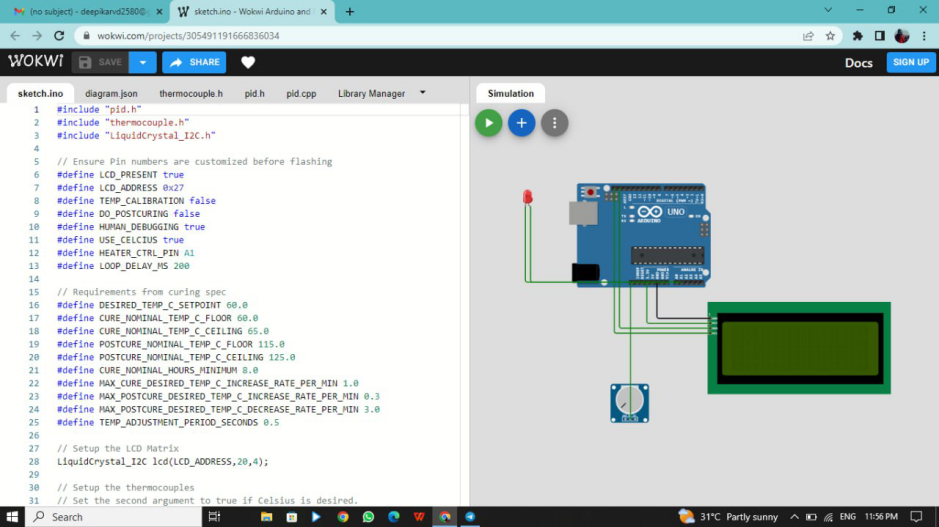 (no subject) - deepikarvd2580@
sketch.ino - Wokwi Arduino and
wokwi.com/projects/305491191666836034
WOKWi
SAVE
SHARE
Docs
SIGN UP
sketch.ino
diagram.json
thermocouple.h
pid.h
pid.cpp
Library Manager
Simulation
1 #include "pid.h"
2 #include "thermocouple.h"
3 #include "LiquidCrystal_I2C.h"
4
5 // Ensure Pin numbers are customized before flashing
6 #define LCD_PRESENT true
7 #define LCD_ADDRESS 0x27
8 #define TEMP_CALIBRATION false
9 #define DO_POSTCURING false
10 #define HUMAN_DEBUGGING true
11 #define USE_CELCIUS true
12 #define HEATER_CTRL_PIN A1
13 #define LOOP_DELAY_MS 200
14
15 // Requirements from curing spec
16 #define DESIRED_TEMP_C_SETPOINT 60.0
17 #define CURE_NOMINAL_TEMP_C_FLOOR 60.0
18 #define CURE_NOMINAL_TEMP_C_CEILING 65.0
19 #define POSTCURE_NOMINAL_TEMP_C_FLOOR 115.0
20 #define POSTCURE_NOMINAL_TEMP_C_CEILING 125.0
21 #define CURE_NOMINAL_HOURS_MINIMUM 8.0
22 #define MAX_CURE_DESIRED_TEMP_C_INCREASE_RATE_PER_MIN 1.0
23 #define MAX_POSTCURE_DESIRED_TEMP_C_INCREASE_RATE_PER_MIN 0.3
24 #define MAX_POSTCURE_DESIRED_TEMP_C_DECREASE_RATE_PER_MIN 3.0
25 #define TEMP_ADJUSTMENT_PERIOD_SECONDS 0.5
26
27 // Setup the LCD Matrix
28 LiquidCrystal_I2C lcd(LCD_ADDRESS,20,4);
29
30 // Setup the thermocouples
31 // Set the second argument to true if Celsius is desired.
UNO
ARDUINO
Search
31°C Partly sunny
ENG
11:56 PM